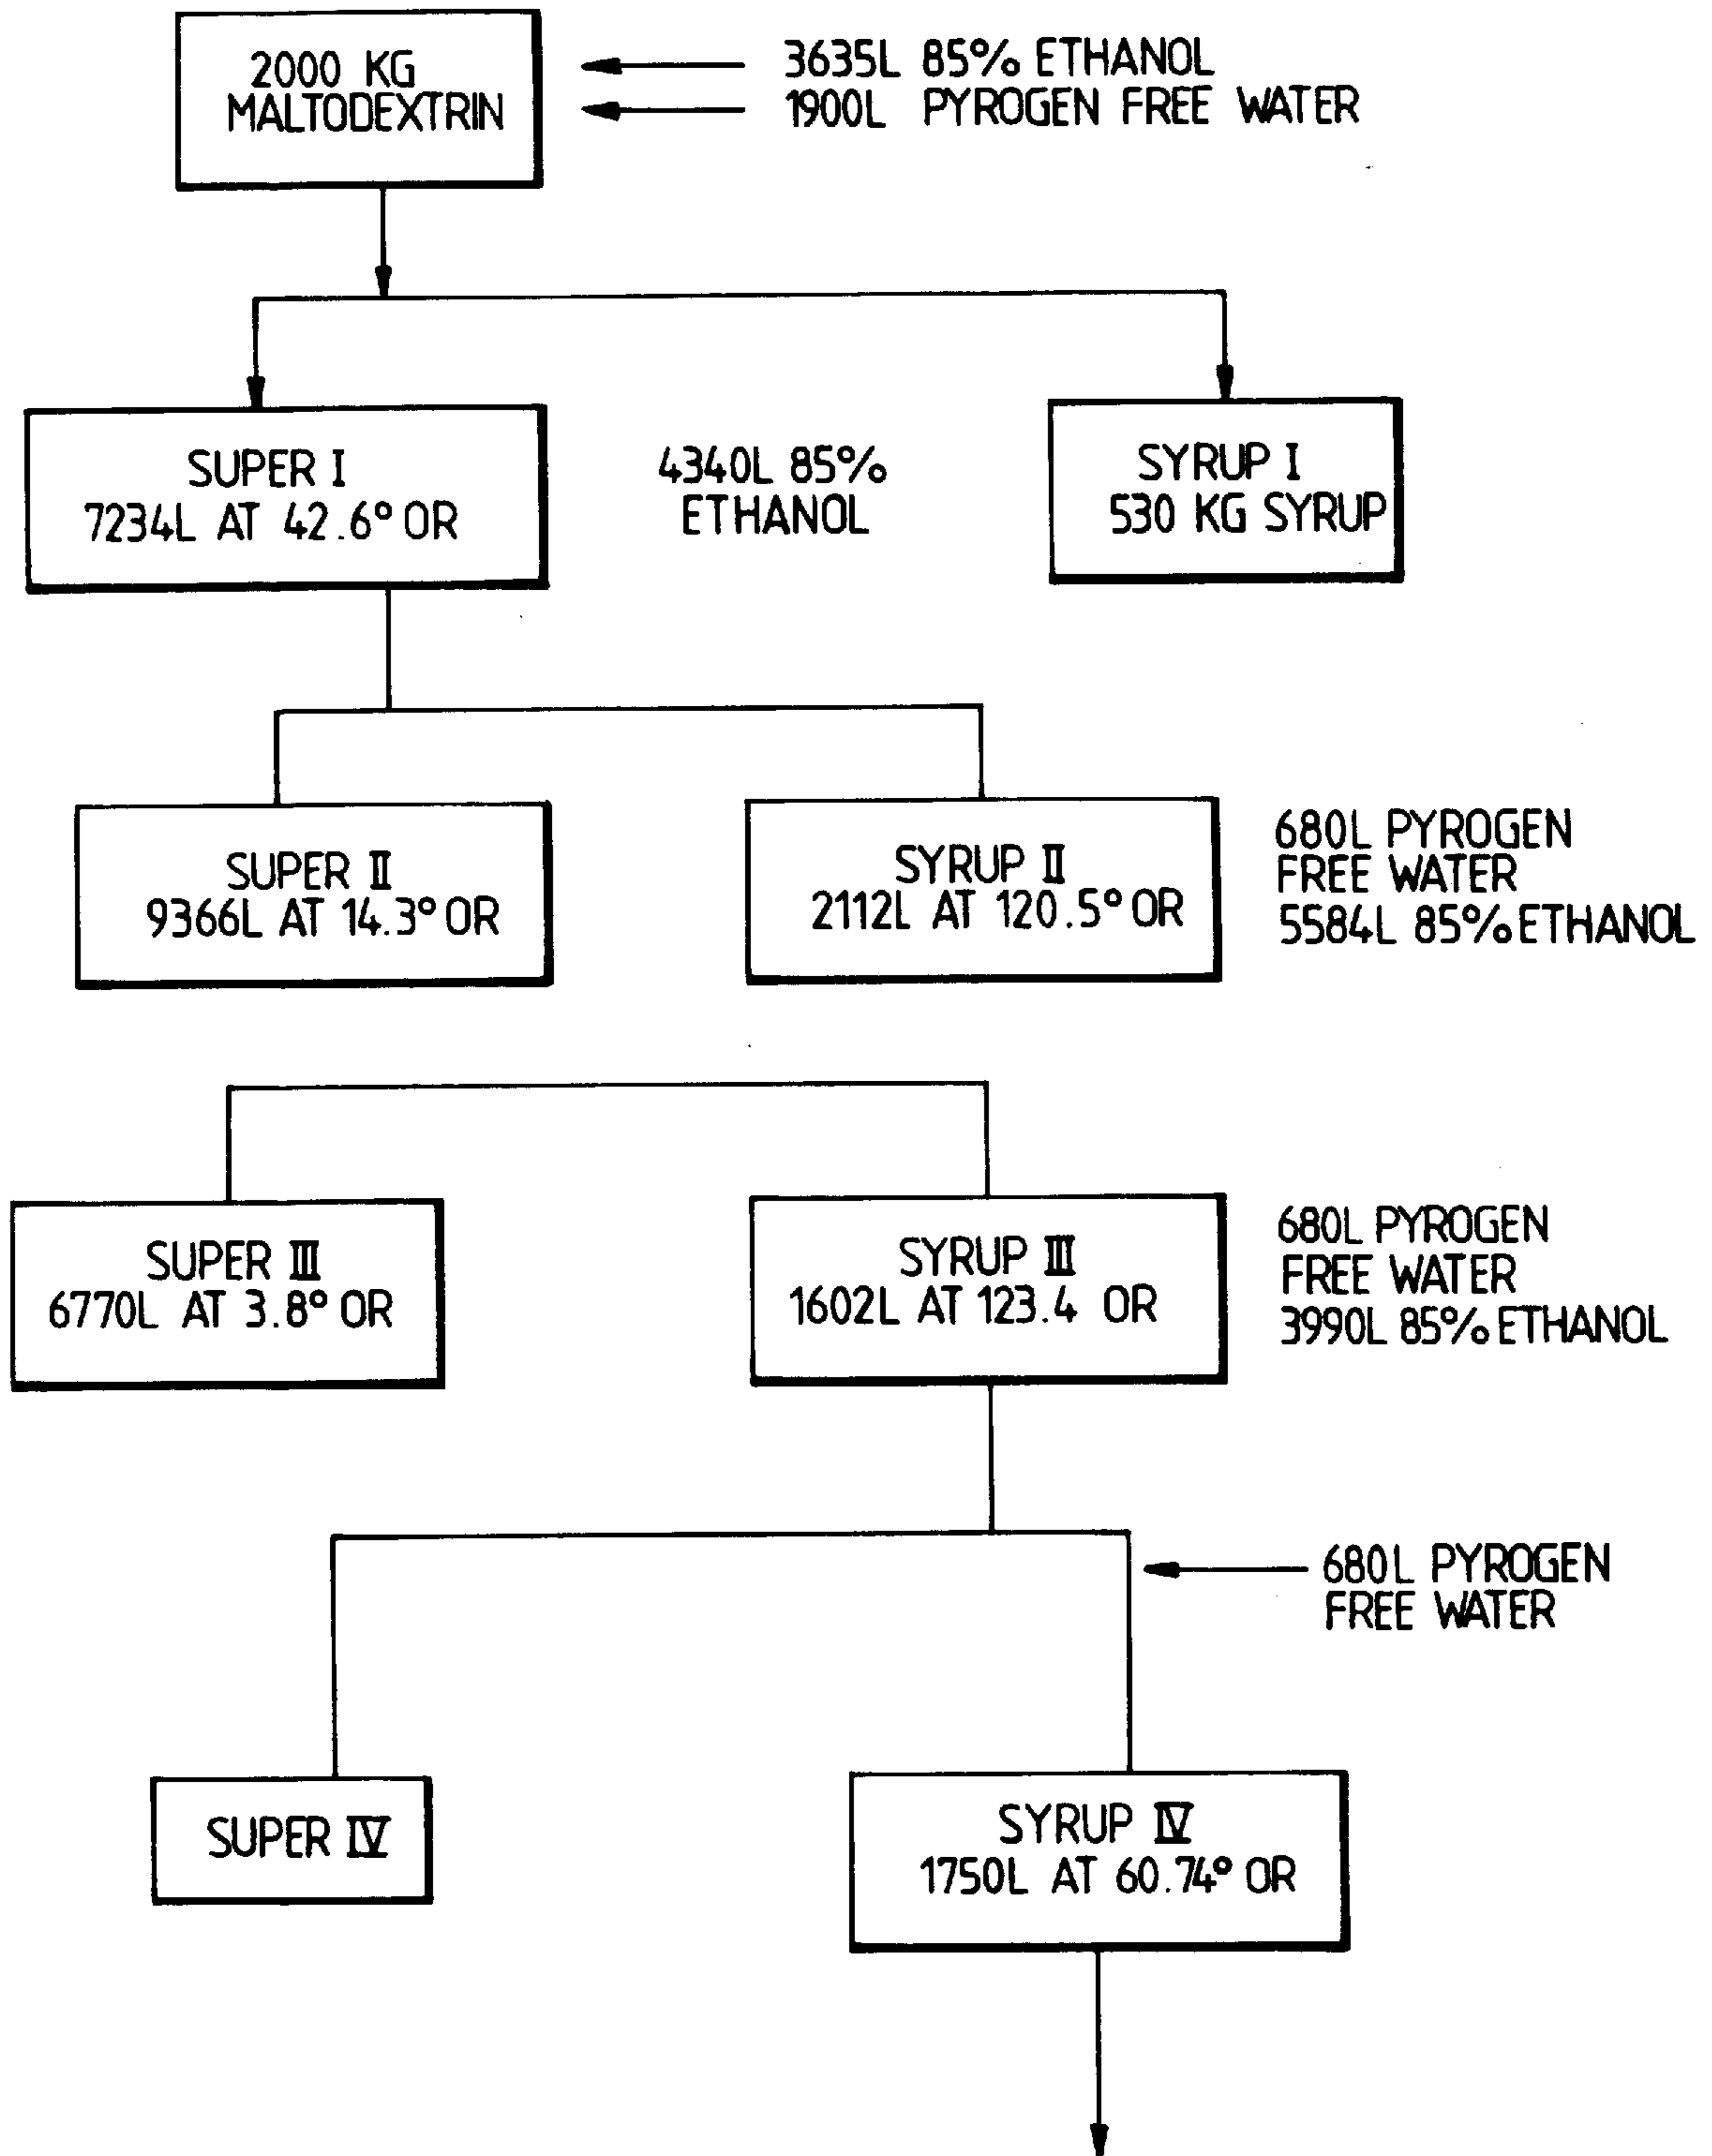 2000 KG
MALTODEXTRIN
3635L 85% ETHANOL
1900L PYROGEN FREE WATER
SUPER I
7234L AT 42.6° OR
4340L 85%
ETHANOL
SYRUP I
530 KG SYRUP
SUPER II
9366L AT 14.3° OR
SYRUP II
2112L AT 120.5° OR
680L PYROGEN
FREE WATER
5584L 85% ETHANOL
SUPER III
6770L AT 3.8° OR
SYRUP III
1602L AT 123.4 OR
680L PYROGEN
FREE WATER
3990L 85% ETHANOL
680L PYROGEN
FREE WATER
SUPER IV
SYRUP IV
1750L AT 60.74° OR